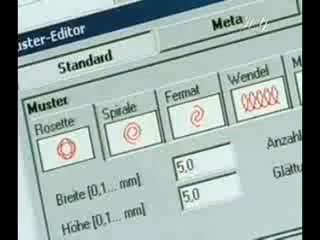 uster-Editor
Standard
Meta
Muster
Rosette
Spirale
Fermat
Wendel
M
Breite [0,1... mm]
5,0
Anzahl
Höhe [0,1... mm]
5,0
Glättu